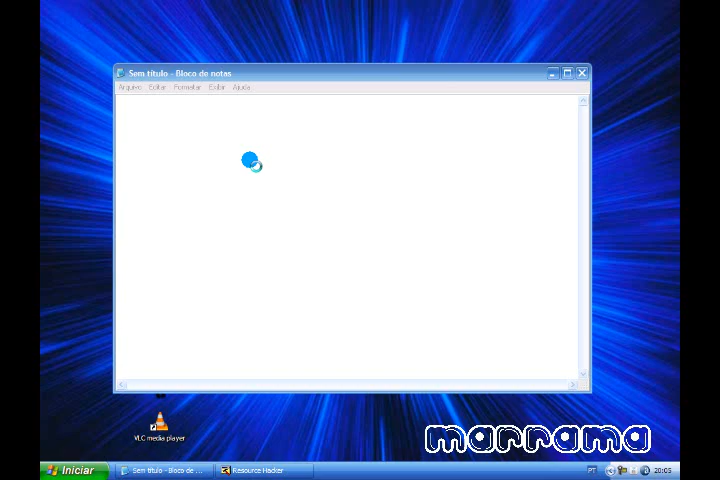 Sem título - Bloco de notas
Arquivo Editar Formatar Exibir Ajuda
VLC media player
marrama
Iniciar
Sem título - Bloco de ...
Resource Hacker
PT
20:05